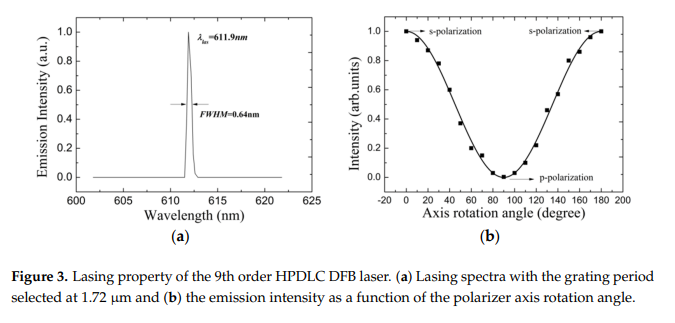 1.0
0.8
0.6
0.4
0.2
0.0
Emission Intensity (a.u.)
λlas=611.9nm
FWHM=0.64nm
600 605 610 615 620 625
Wavelength (nm)
(a)
1.0
0.8
0.6
0.4
0.2
0.0
Intensity (arb.units)
s-polarization s-polarization
p-polarization
-20 0 20 40 60 80 100 120 140 160 180 200
Axis rotation angle (degree)
(b)
Figure 3. Lasing property of the 9th order HPDLC DFB laser. (a) Lasing spectra with the grating period
selected at 1.72 μm and (b) the emission intensity as a function of the polarizer axis rotation angle.